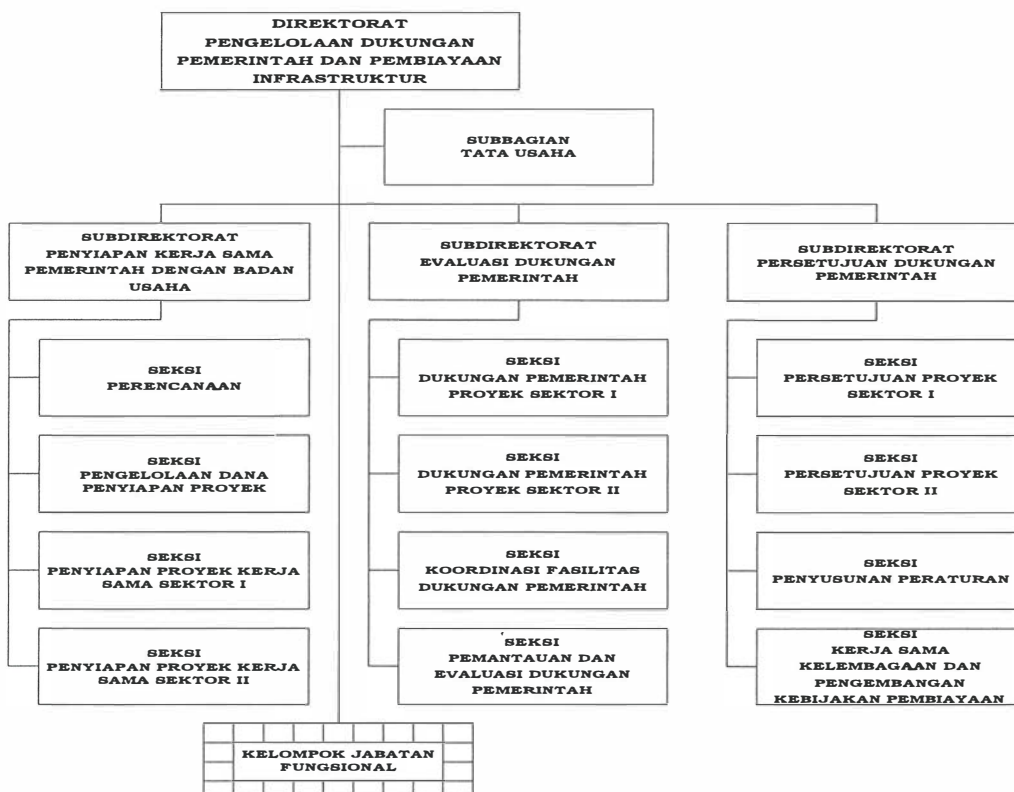 DIREKTORAT
PENGELOLAAN DUKUNGAN
PEMERINTAH DAN PEMBIAYAAN
INFRASTRUKTUR
SUBBAGIAN
TATA USAHA
SUBDIREKTORAT
PENYIAPAN KERJA SAMA
PEMERINTAH DENGAN BADAN
USAHA
SEKSI
PERENCANAAN
SEKSI
PENGELOLAAN DANA
PENYIAPAN PROYEK
SEKSI
PENYIAPAN PROYEK KERJA
SAMA SEKTOR I
SEKSI
PENYIAPAN PROYEK KERJA
SAMA SEKTOR II
SUBDIREKTORAT
EVALUASI DUKUNGAN
PEMERINTAH
SEKSI
DUKUNGAN PEMERINTAH
PROYEK SEKTOR I
SEKSI
DUKUNGAN PEMERINTAH
PROYEK SEKTOR II
SEKSI
KOORDINASI FASILITAS
DUKUNGAN PEMERINTAH
SEKSI
PEMANTAUAN DAN
EVALUASI DUKUNGAN
PEMERINTAH
SUBDIREKTORAT
PERSETUJUAN DUKUNGAN
PEMERINTAH
SEKSI
PERSETUJUAN PROYEK
SEKTOR I
SEKSI
PERSETUJUAN PROYEK
SEKTOR II
SEKSI
PENYUSUNAN PERATURAN
SEKSI
KERJA SAMA
KELEMBAGAAN DAN
PENGEMBANGAN
KEBIJAKAN PEMBIAYAAN
KELOMPOK JABATAN
FUNGSIONAL